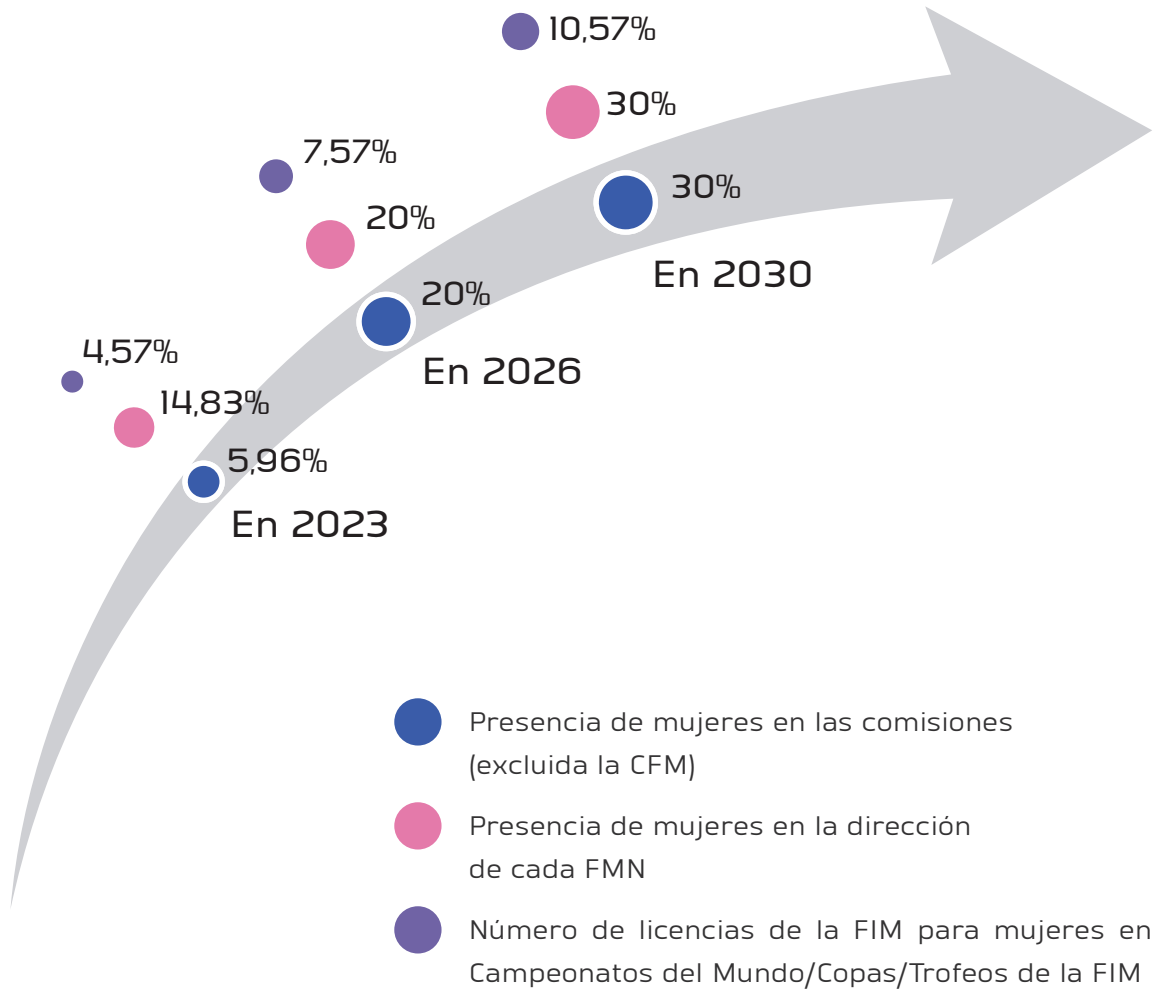 10,57%
30%
7,57%
30%
20%
En 2030
20%
4,57%
En 2026
14,83%
5,96%
En 2023
Presencia de mujeres en las comisiones
(excluida la CFM)
Presencia de mujeres en la dirección
de cada FMN
Número de licencias de la FIM para mujeres en
Campeonatos del Mundo/Copas/Trofeos de la FIM